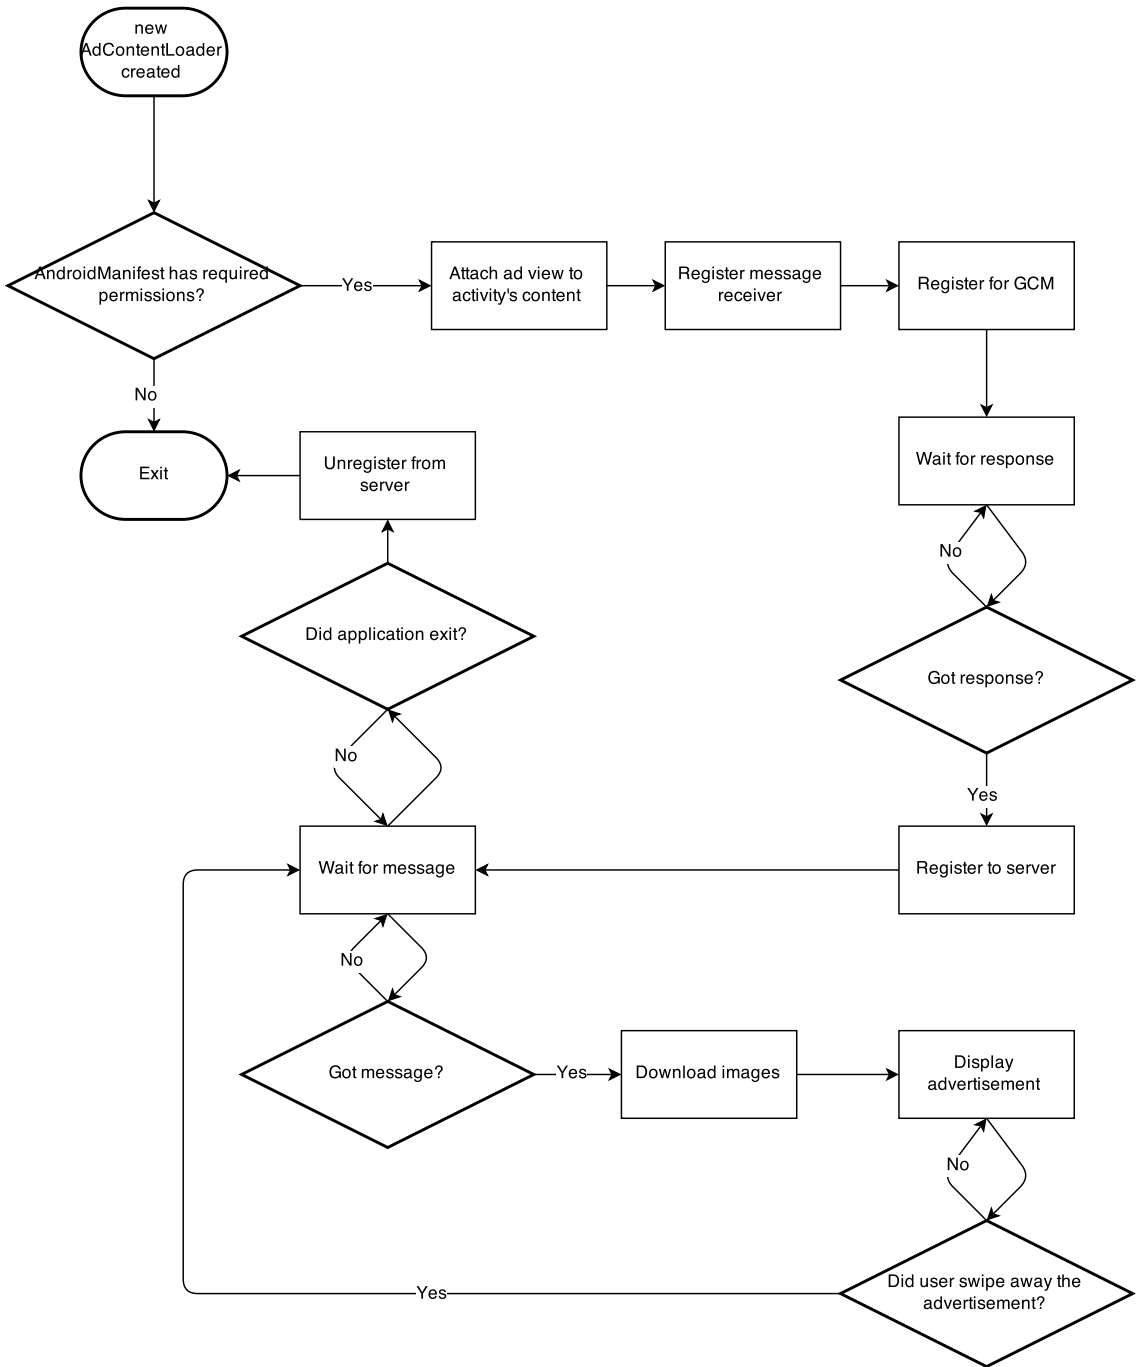 new
AdContentLoader
created
AndroidManifest has required
permissions?
Yes
Attach ad view to
activity's content
Register message
receiver
Register for GCM
No
Exit
Unregister from
server
Wait for response
No
Did application exit?
Got response?
No
Yes
Wait for message
Register to server
No
Got message?
Yes
Download images
Display
advertisement
No
Did user swipe away the
advertisement?
Yes